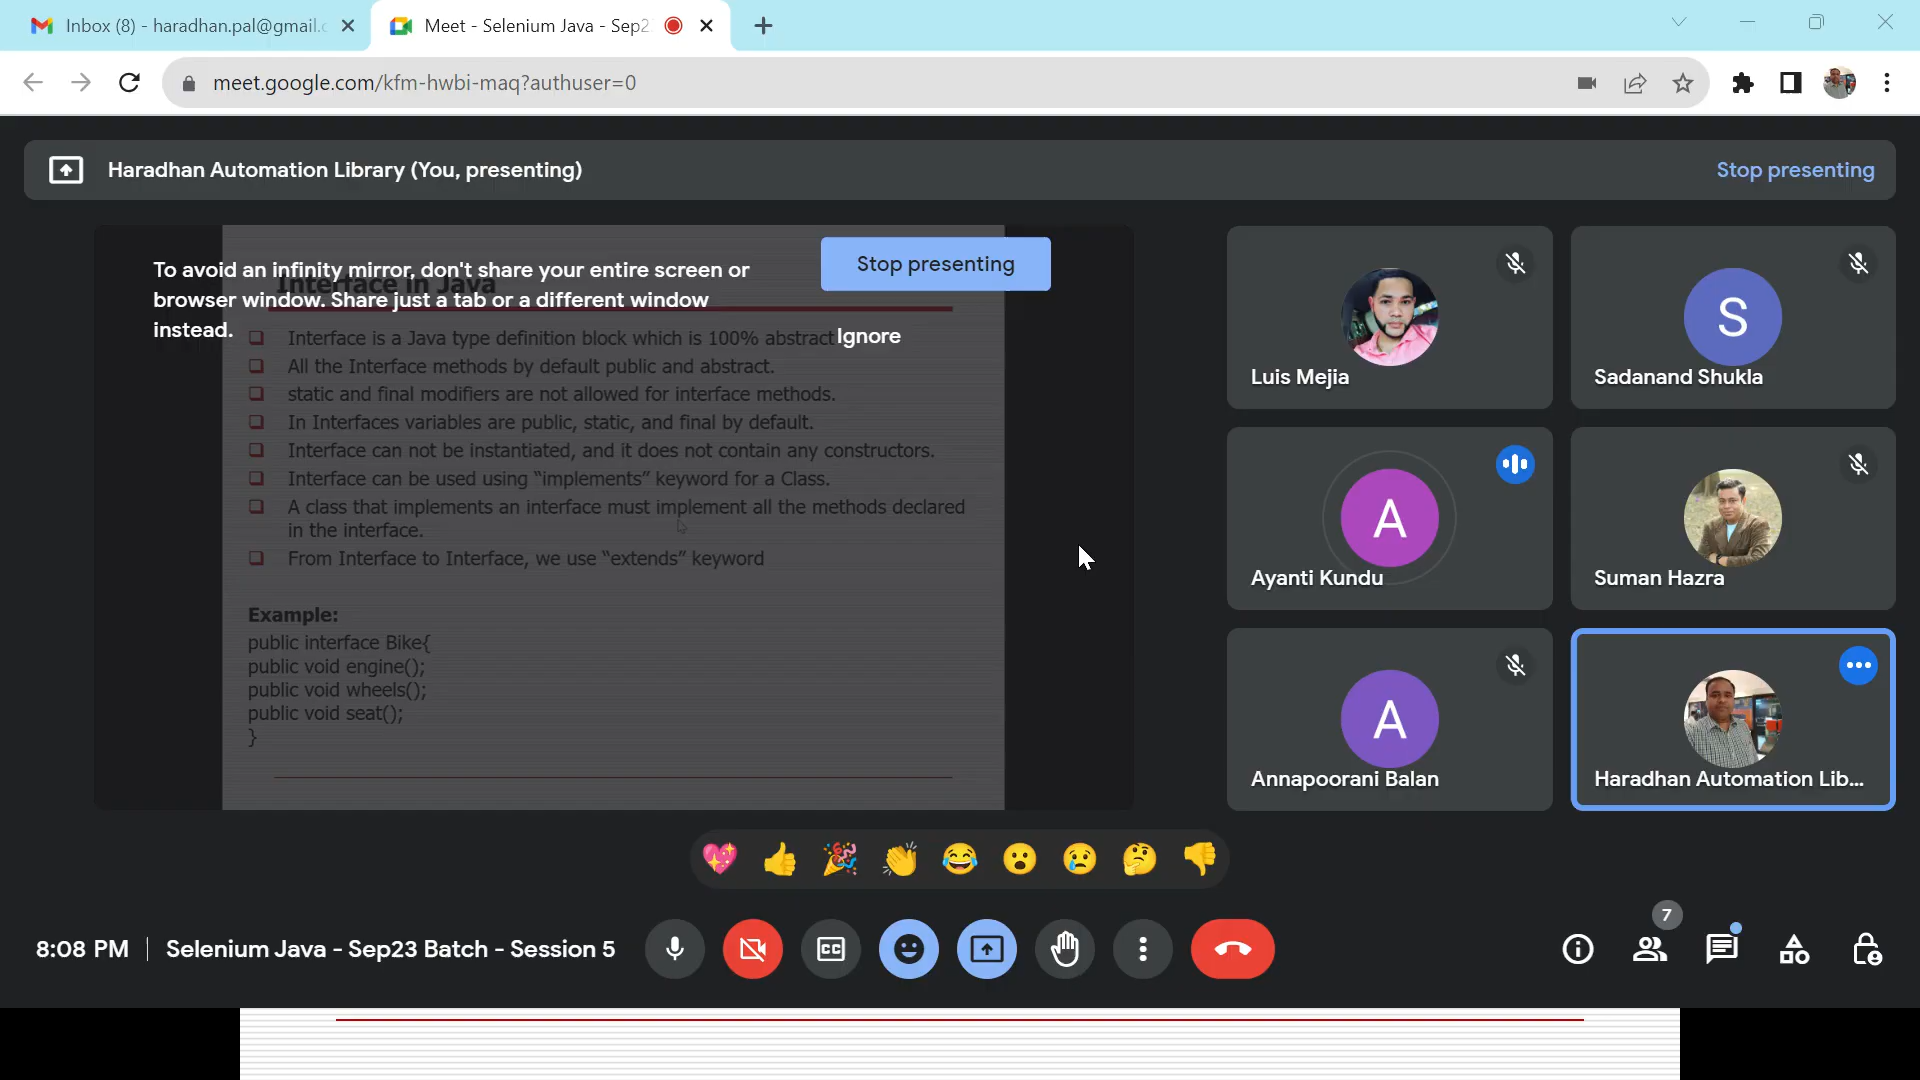 Inbox (8) - haradhan.pal@gmail.c
Meet - Selenium Java - Sep2
meet.google.com/kfm-hwbi-maq?authuser=0
Haradhan Automation Library (You, presenting)
Stop presenting
To avoid an infinity mirror, don't share your entire screen or
browser window. Share just a tab or a different window
instead.
Stop presenting
Ignore
Interface in Java
Interface is a Java type definition block which is 100% abstract
All the Interface methods by default public and abstract.
static and final modifiers are not allowed for interface methods.
In Interfaces variables are public, static, and final by default.
Interface can not be instantiated, and it does not contain any constructors.
Interface can be used using “implements” keyword for a Class.
A class that implements an interface must implement all the methods declared
in the interface.
From Interface to Interface, we use “extends” keyword
Example:
public interface Bike{
public void engine();
public void wheels();
public void seat();
}
Luis Mejia
S
Sadanand Shukla
A
Ayanti Kundu
Suman Hazra
A
Annapoorani Balan
Haradhan Automation Lib...
8:08 PM
Selenium Java - Sep23 Batch - Session 5
CC
7